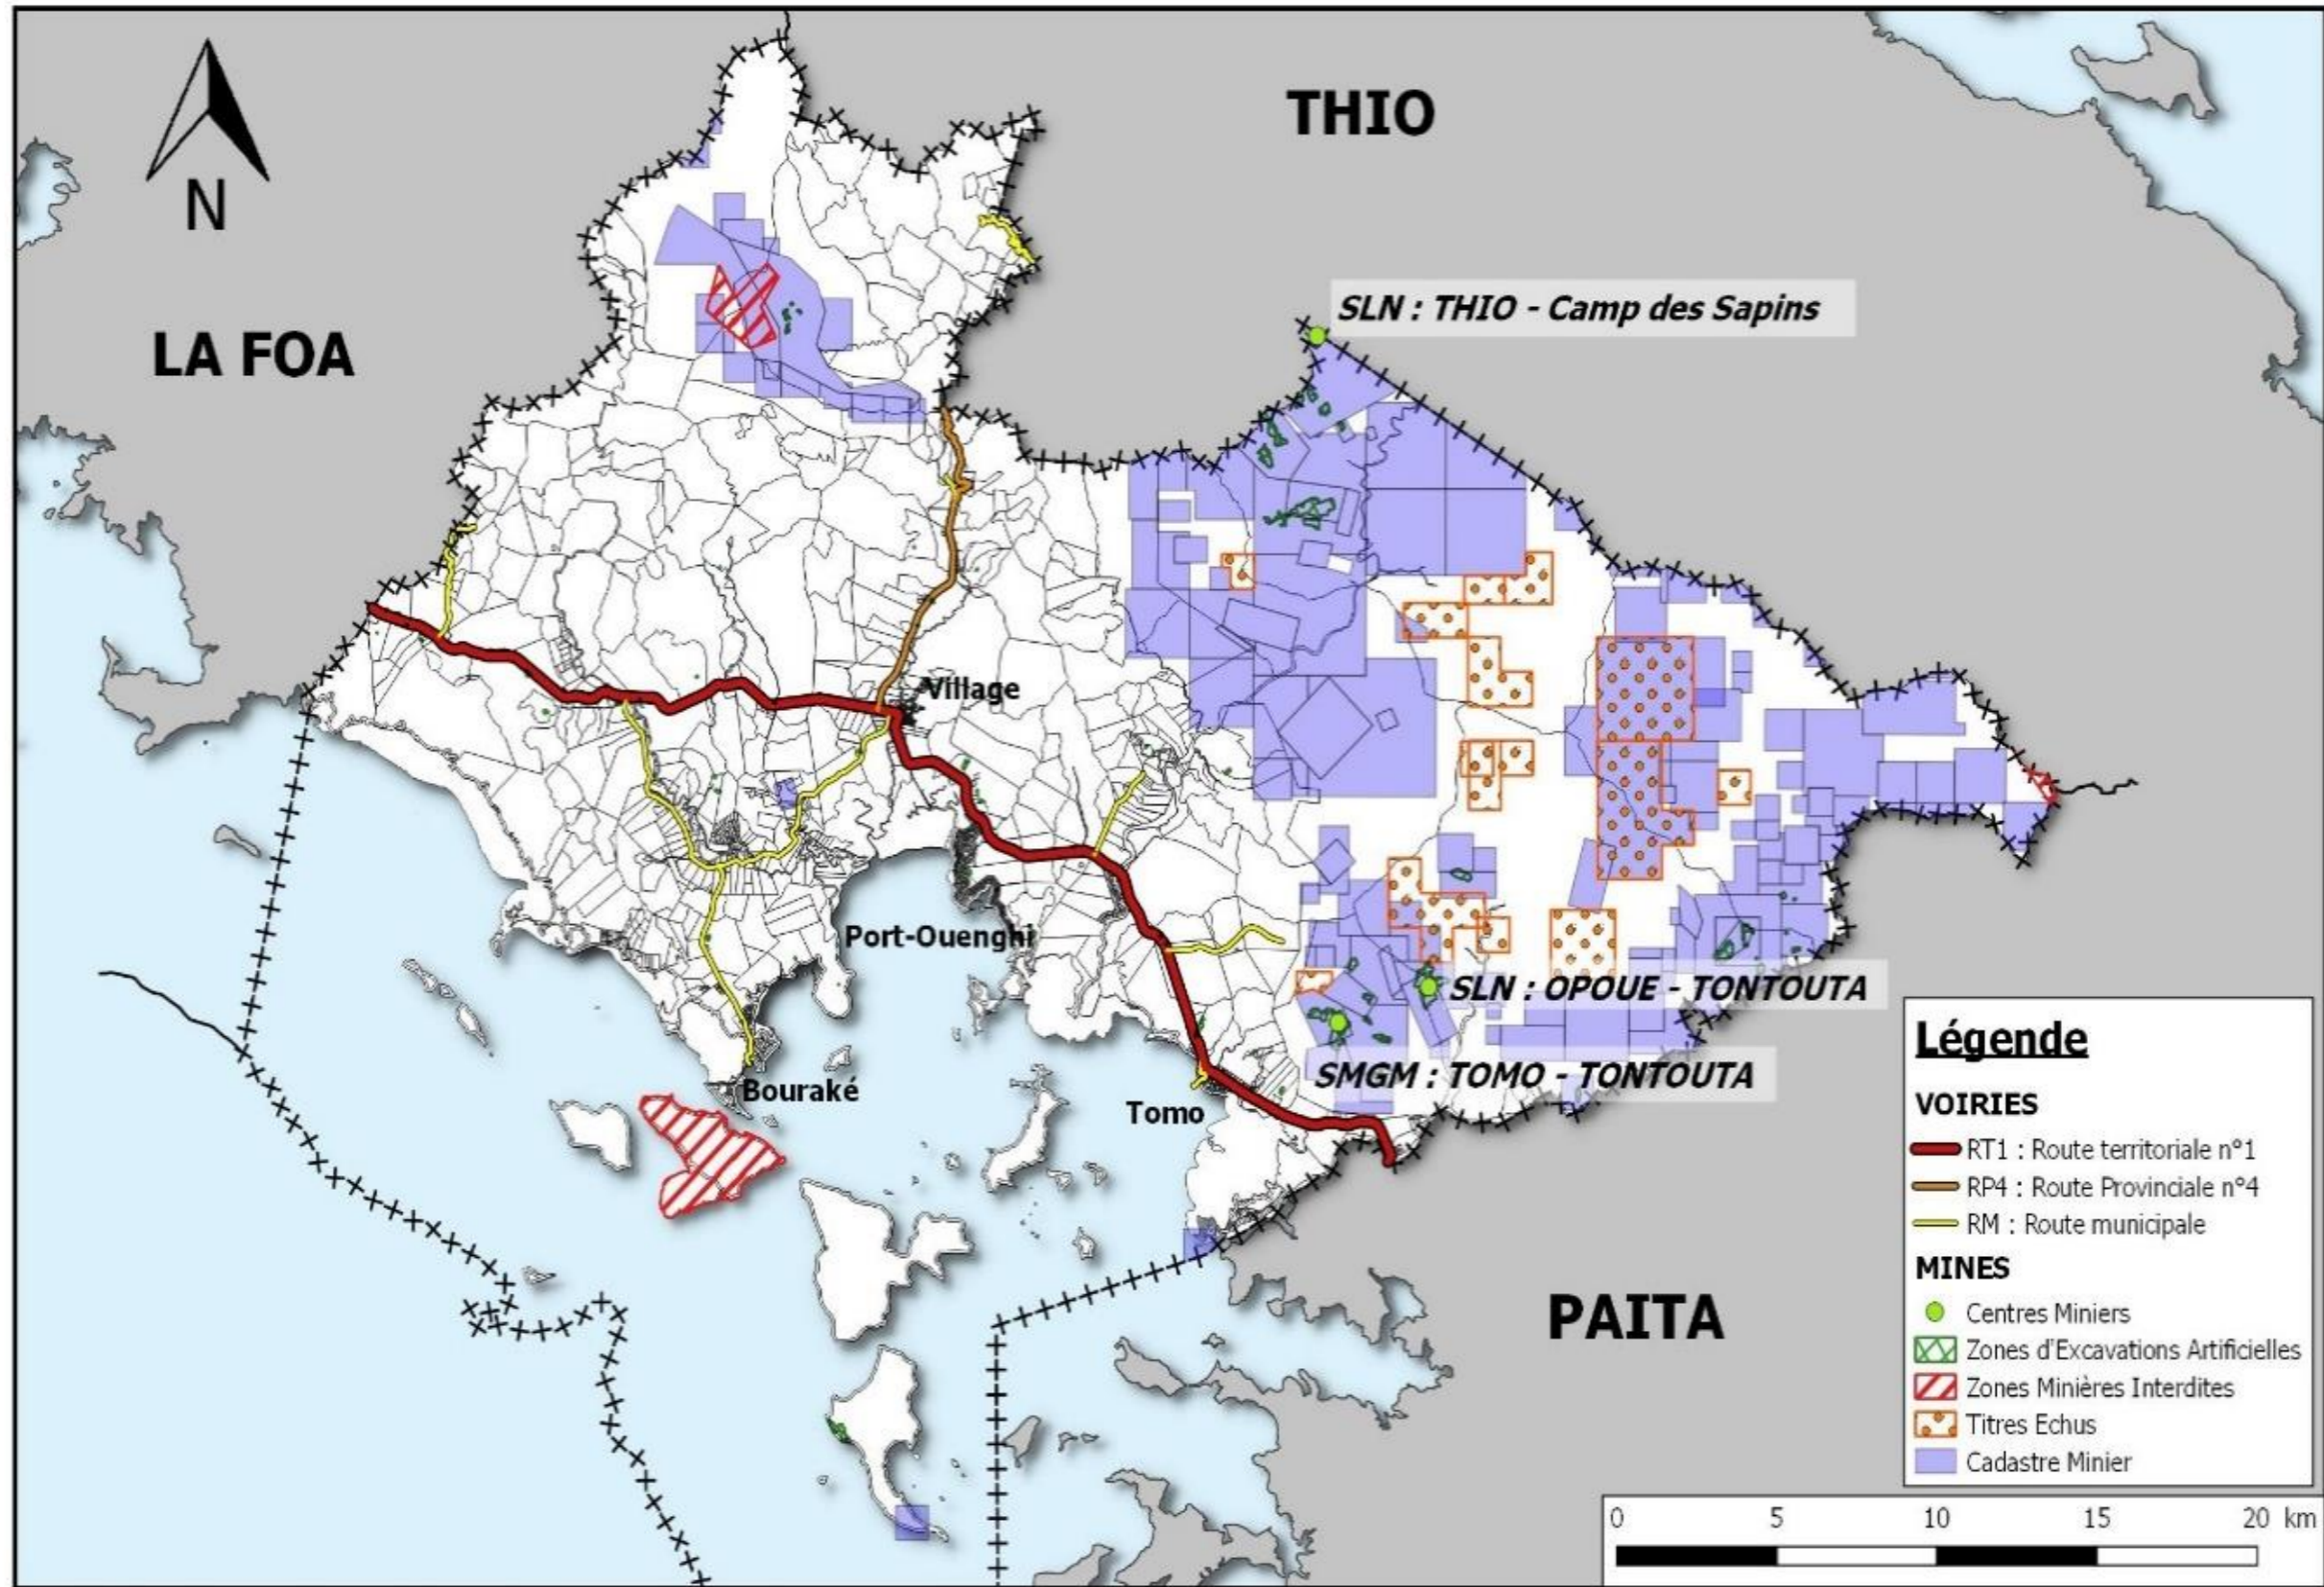 THIO
N
SLN : THIO - Camp des Sapins
LA FOA
Village
Port-Ouenghi
SLN : OPOUE - TONTOUTA
SMGM : TOMO - TONTOUTA
Bouraké
Tomo
PAITA
Légende
VOIRIES
RT1 : Route territoriale n°1
RP4 : Route Provinciale n°4
RM : Route municipale
MINES
Centres Miniers
Zones d'Excavations Artificielles
Zones Minières Interdites
Titres Echus
Cadastre Minier
0 5 10 15 20 km